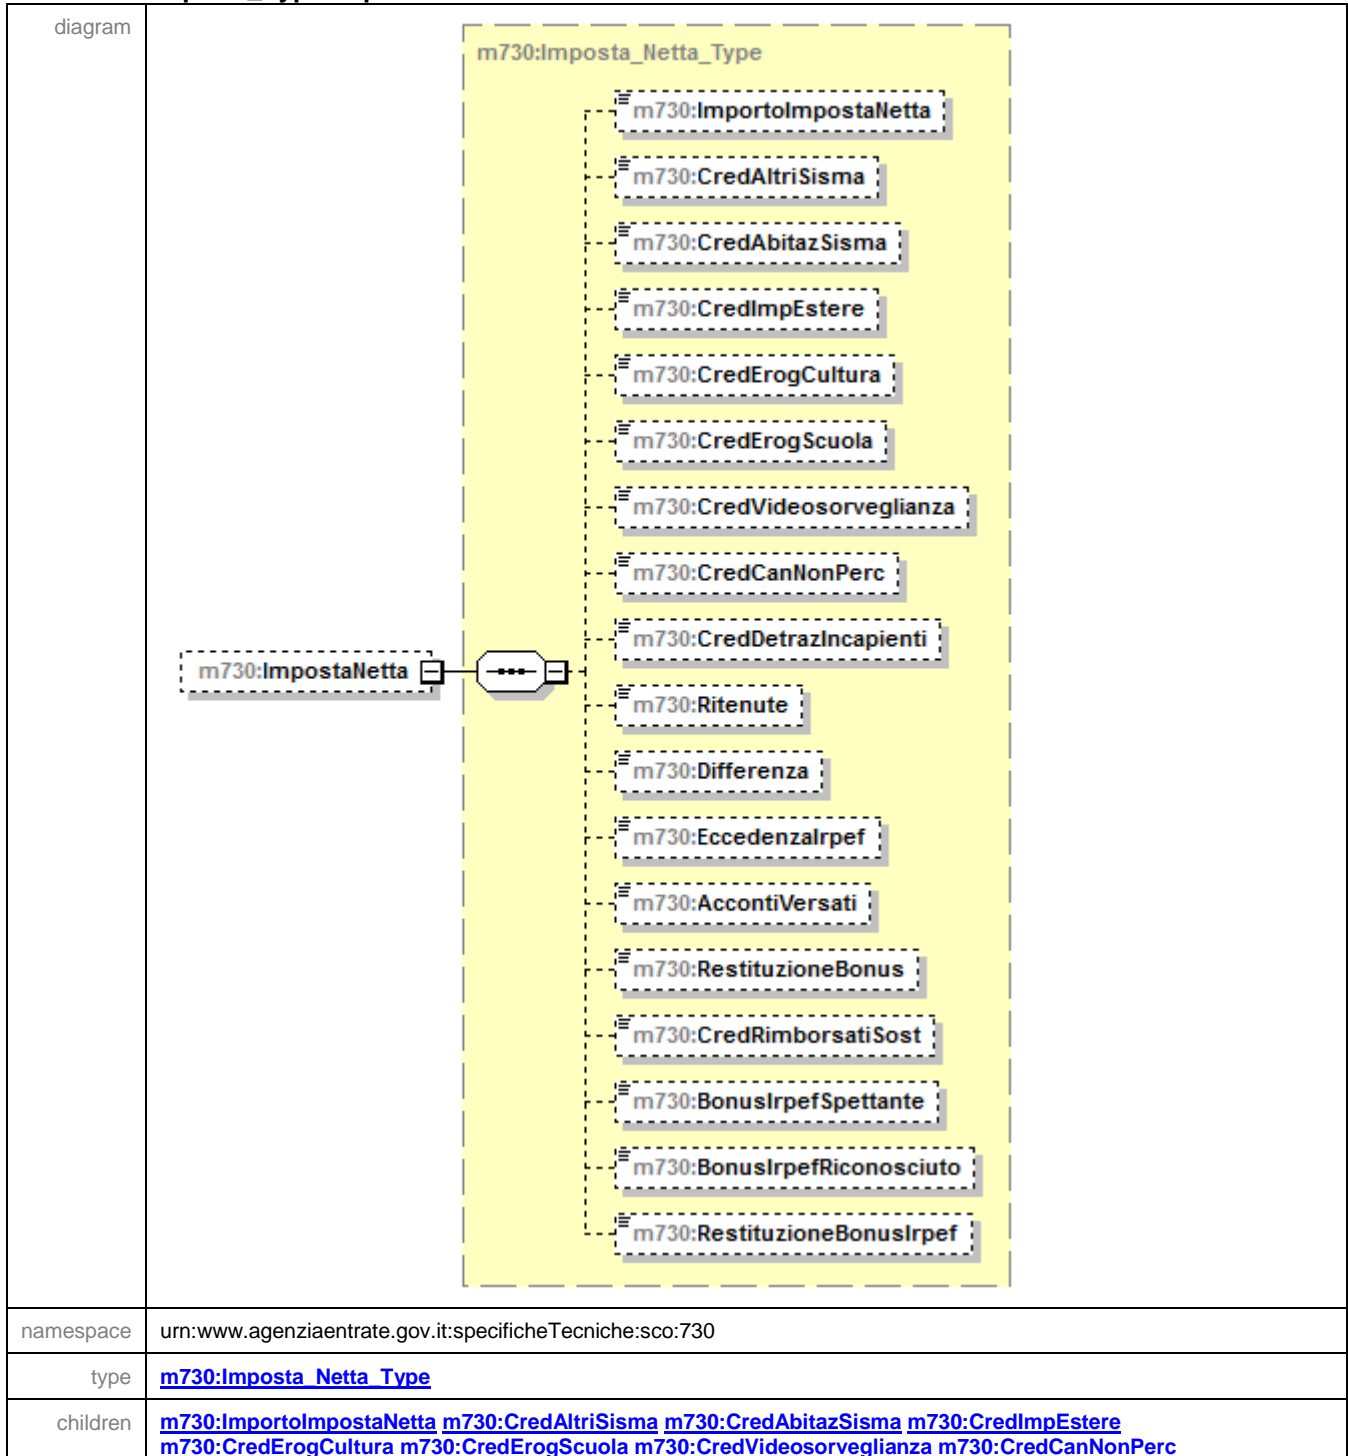 diagram
m730:Imposta_Netta_Type
m730:ImportoImpostaNetta
m730:CredAltriSisma
m730:CredAbitazSisma
m730:CredImpEstere
m730:CredErogCultura
m730:CredErogScuola
m730:CredVideosorveglianza
m730:CredCanNonPerc
m730:CredDetrazIncapienti
m730:ImpostaNetta
m730:Ritenute
m730:Differenza
m730:EccedenzaIrpef
m730:AccontiVersati
m730:RestituzioneBonus
m730:CredRimborsatiSost
m730:BonusIrpefSpettante
m730:BonusIrpefRiconosciuto
m730:RestituzioneBonusIrpef
namespace urn:www.agenziaentrate.gov.it:specificheTecniche:sco:730
type m730:Imposta_Netta_Type
children m730:ImportoImpostaNetta m730:CredAltriSisma m730:CredAbitazSisma m730:CredImpEstere
m730:CredErogCultura m730:CredErogScuola m730:CredVideosorveglianza m730:CredCanNonPerc